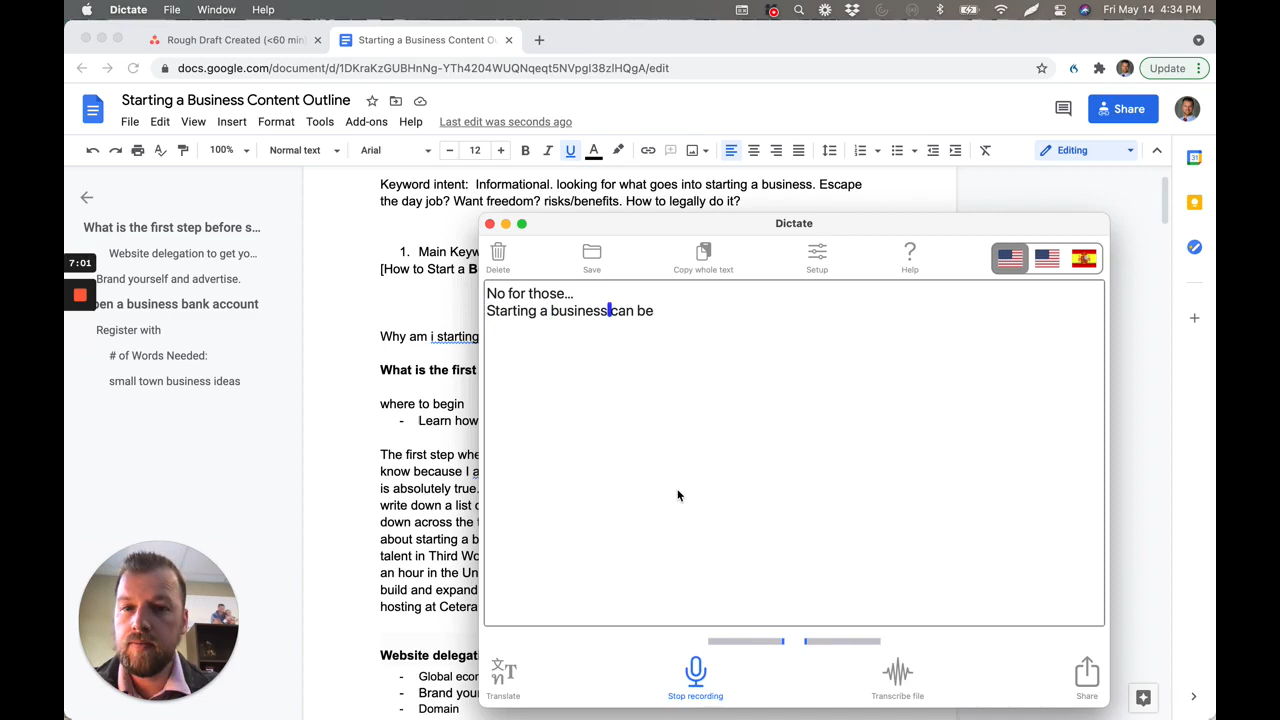 Dictate File Window Help Fri May 14 4:34 PM
Rough Draft Created (<60 min
Starting a Business Content Ou
docs.google.com/document/d/1DKraKzGUBHnNg-YTh4204WUQNqeqt5NVpgI38zIHQgA/edit
Update
Starting a Business Content Outline
File Edit View Insert Format Tools Add-ons Help Last edit was seconds ago
Share
100% Normal text Arial 12 B I U A Editing
Keyword intent: Informational. looking for what goes into starting a business. Escape
the day job? Want freedom? risks/benefits. How to legally do it?
What is the first step before s...
Website delegation to get yo...
7:01
Brand yourself and advertise.
pen a business bank account
Register with
# of Words Needed:
small town business ideas
1. Main Keyw
[How to Start a B
Why am i starting
What is the first
where to begin
- Learn how
The first step whe
know because I a
is absolutely true.
write down a list o
down across the t
about starting a b
talent in Third Wo
an hour in the Un
build and expand
hosting at Cetera
Website delegati
- Global econ
- Brand your
- Domain
Dictate
Delete Save Copy whole text Setup Help
No for those...
Starting a business can be
Translate Stop recording Transcribe file Share